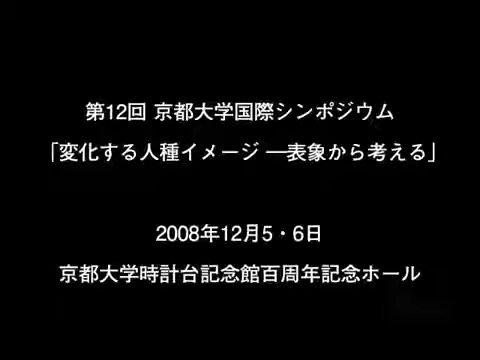 第12回 京都大学国際シンポジウム
「変化する人種イメージ ―表象から考える」
2008年12月5・6日
京都大学時計台記念館百周年記念ホール